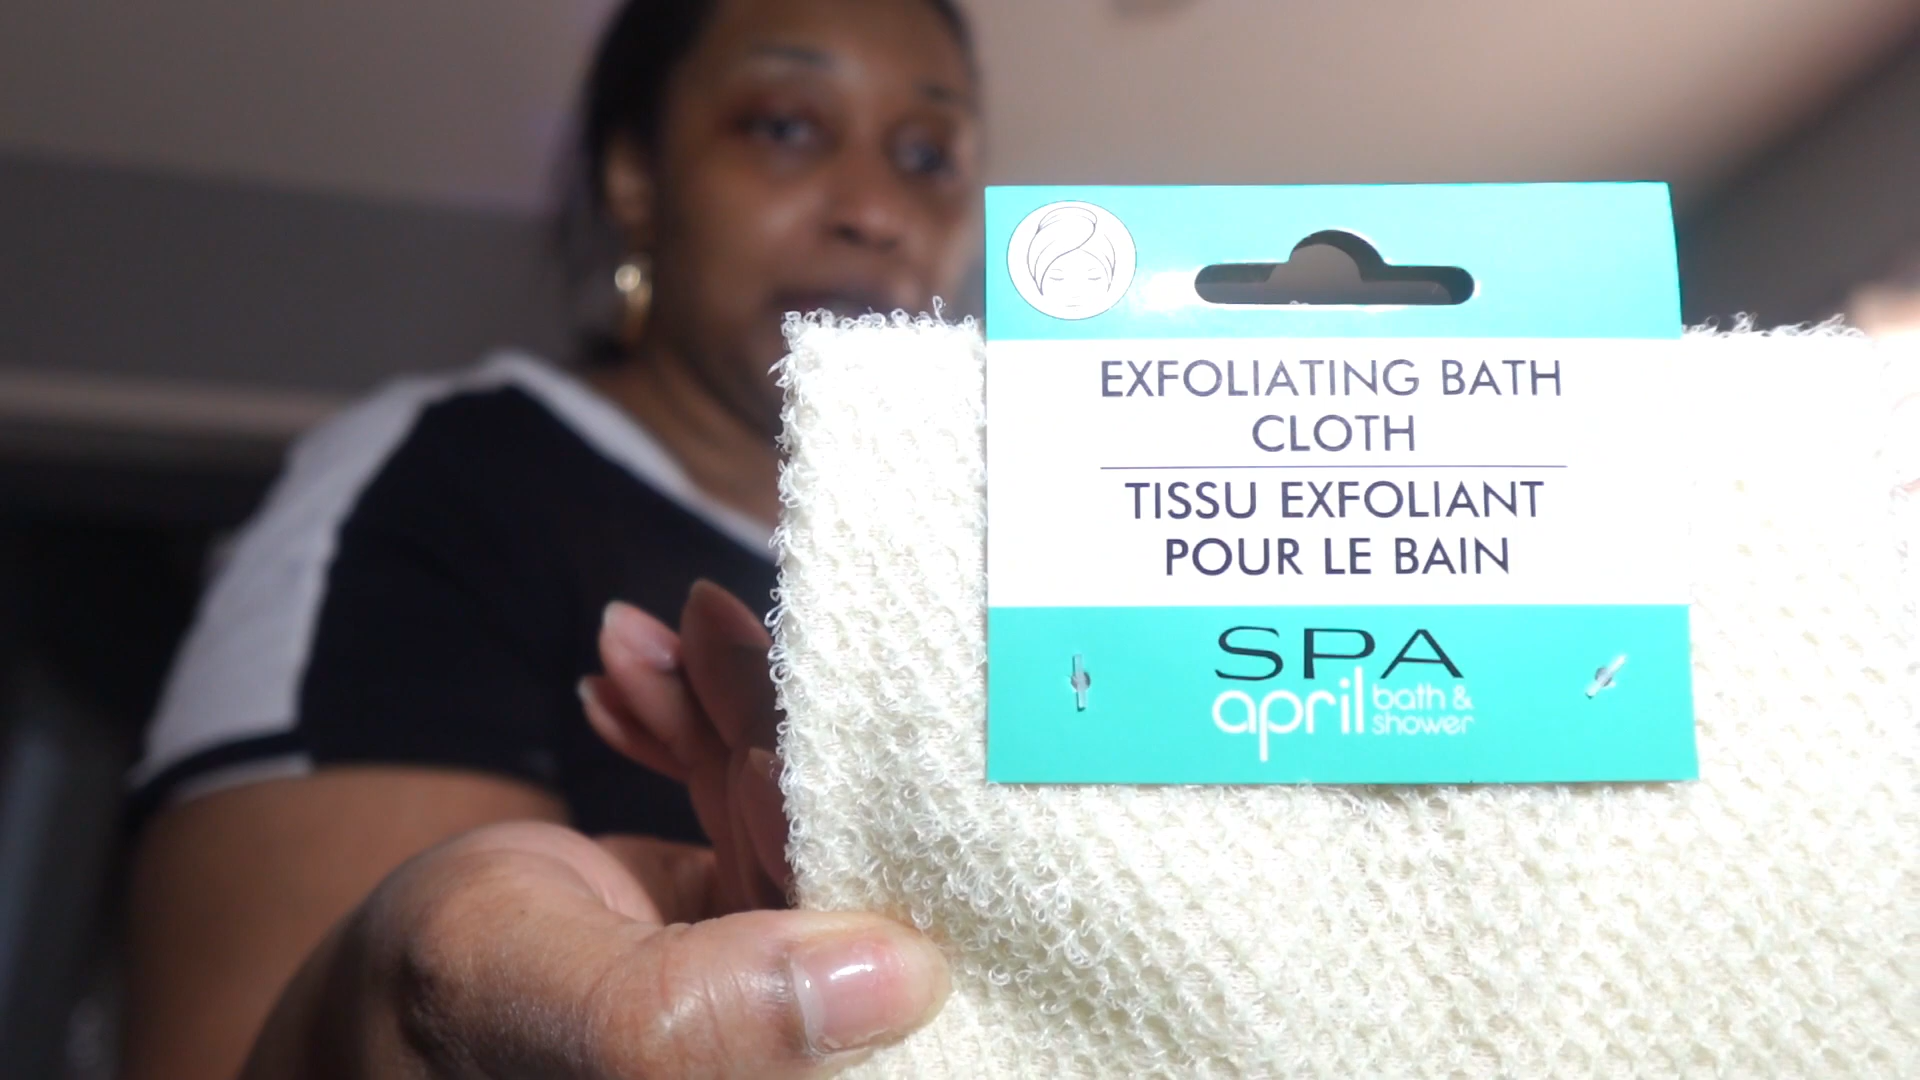 EXFOLIATING BATH
CLOTH
TISSU EXFOLIANT
POUR LE BAIN
SPA
april bath &
shower